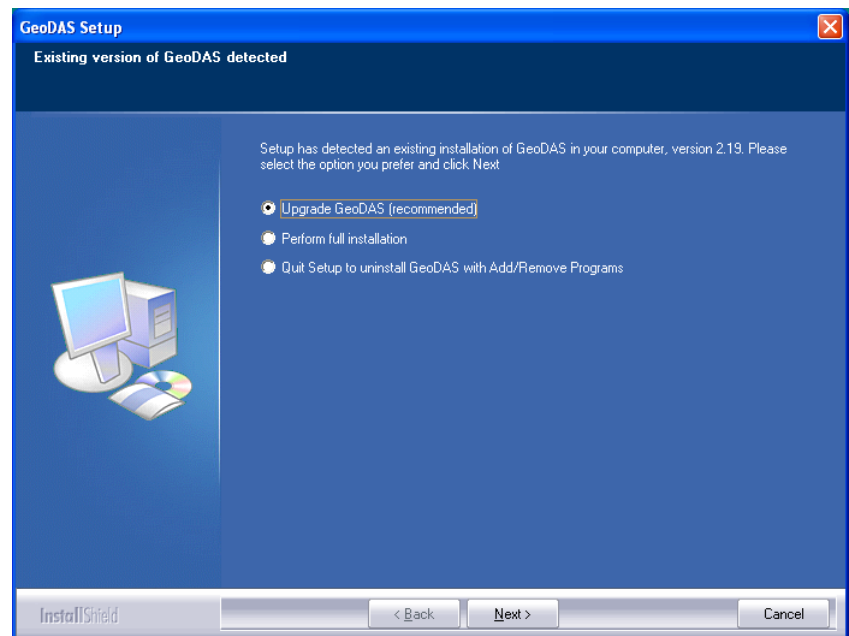 GeoDAS Setup
Existing version of GeoDAS detected
Setup has detected an existing installation of GeoDAS in your computer, version 2.19. Please
select the option you prefer and click Next
Upgrade GeoDAS (recommended)
Perform full installation
Quit Setup to uninstall GeoDAS with Add/Remove Programs
InstallShield
< Back
Next >
Cancel